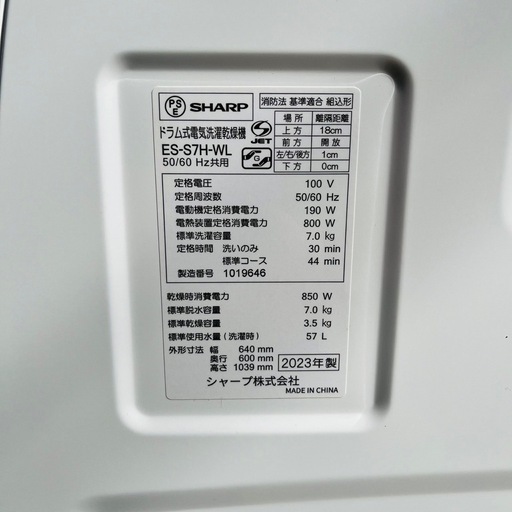 PS E SHARP
ドラム式電気洗濯乾燥機
ES-S7H-WL
50/60 Hz共用
S JET
G
消防法 基準適合 組込形
場所 離隔距離
上方 18cm
前方 開放
左/右/後方 1cm
下方 0cm
定格電圧 100 V
定格周波数 50/60 Hz
電動機定格消費電力 190 W
電熱装置定格消費電力 800 W
標準洗濯容量 7.0 kg
定格時間 洗いのみ 30 min
標準コース 44 min
製造番号 1019646
乾燥時消費電力 850 W
標準脱水容量 7.0 kg
標準乾燥容量 3.5 kg
標準使用水量(洗濯時) 57 L
外形寸法 幅 640 mm
奥行 600 mm
高さ 1039 mm
2023年製
シャープ株式会社
MADE IN CHINA